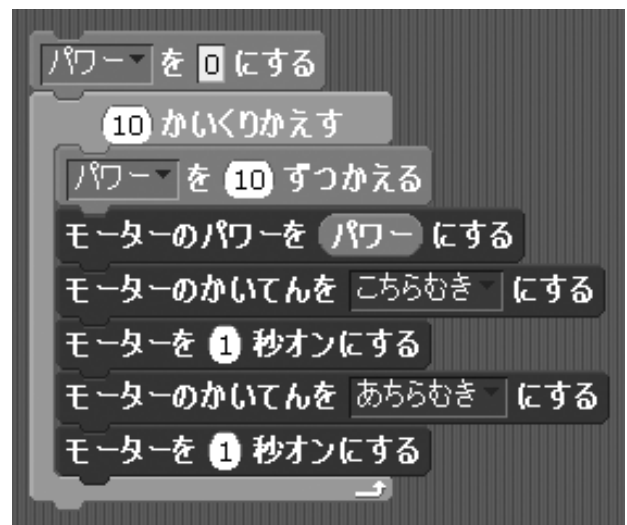 パワー を 0 にする
10 かいくりかえす
パワー を 10 ずつかえる
モーターのパワーを パワー にする
モーターのかいてんを こちらむき にする
モーターを 1 秒オンにする
モーターのかいてんを あちらむき にする
モーターを 1 秒オンにする